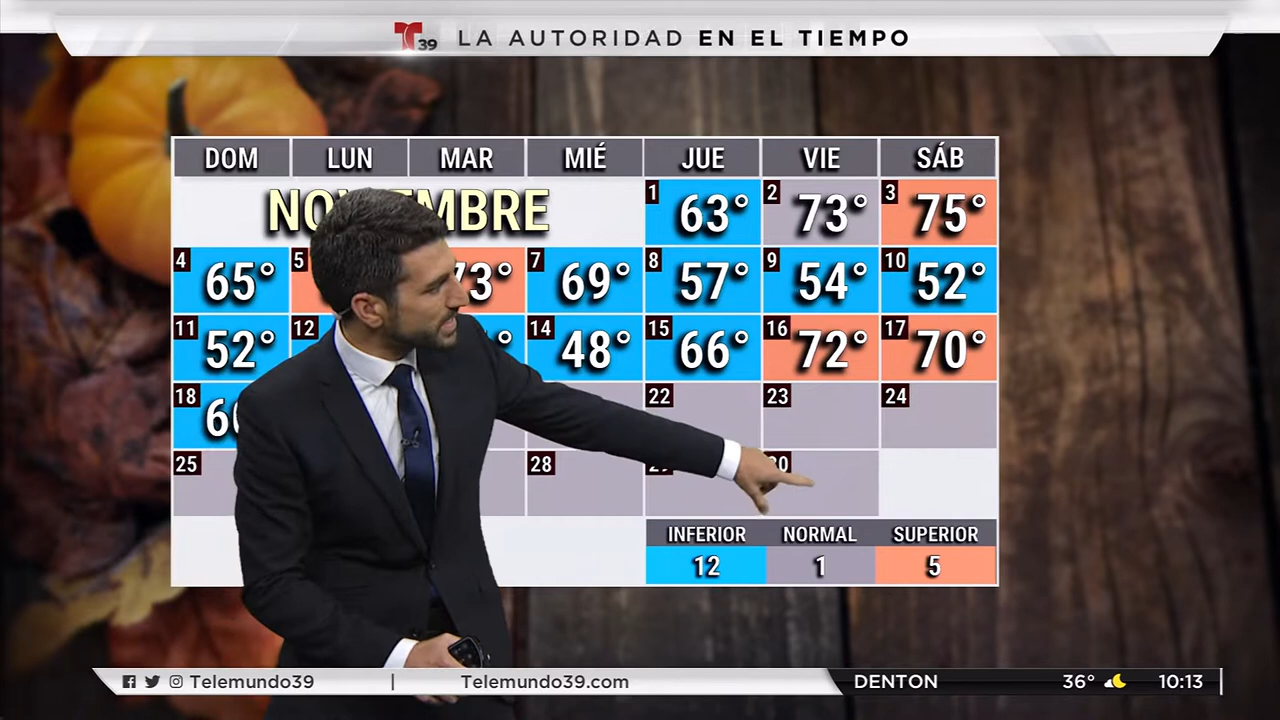 T39 LA AUTORIDAD EN EL TIEMPO
DOM LUN MAR MIÉ JUE VIE SÁB
1 63° 2 73° 3 75°
4 65° 5 73° 7 69° 8 57° 9 54° 10 52°
11 52° 12 14 48° 15 66° 16 72° 17 70°
18 22 23 24
25 28
INFERIOR NORMAL SUPERIOR
12 1 5
Telemundo39 | Telemundo39.com DENTON 36° 10:13